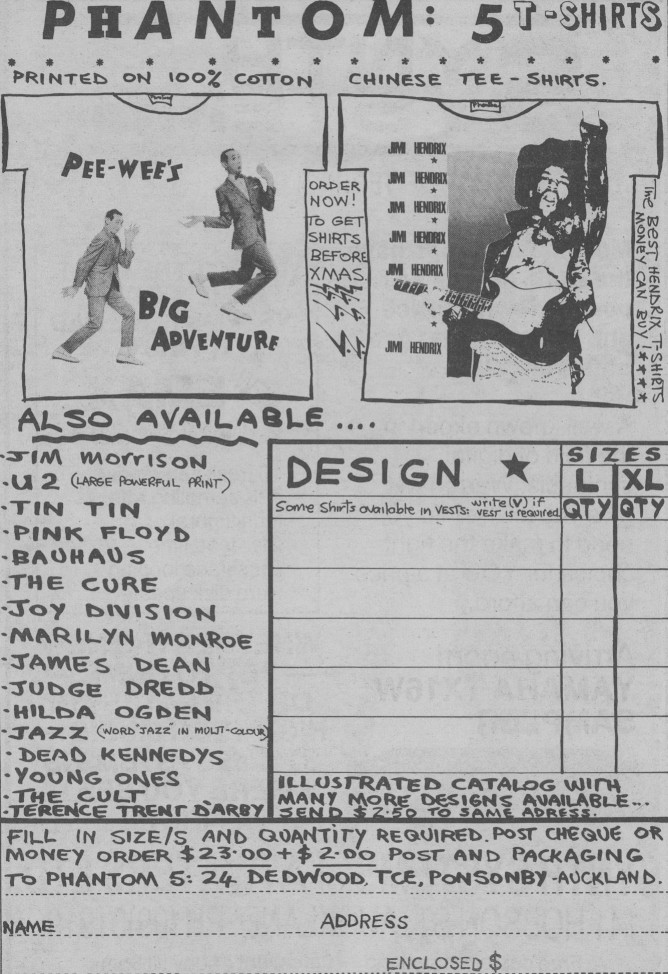 PHANTOM: 5 T-SHIRTS
PRINTED ON 100% COTTON CHINESE TEE-SHIRTS.
PEE-WEE'S
BIG
ADVENTURE
ORDER
NOW!
TO GET
SHIRTS
BEFORE
XMAS
JIMI HENDRIX
JIMI HENDRIX
JIMI HENDRIX
JIMI HENDRIX
JIMI HENDRIX
JIMI HENDRIX
JIMI HENDRIX
The BEST HENDRIX T.SHIRTS
MONEY CAN BUY!
ALSO AVAILABLE ....
·JIM MORRISON
·U2 (LARGE POWERFUL PRINT)
·TIN TIN
·PINK FLOYD
·BAUHAUS
·THE CURE
·JOY DIVISION
·MARILYN MONROE
·JAMES DEAN
·JUDGE DREDD
·HILDA OGDEN
·JAZZ (WORD "JAZZ" IN MULTI-COLOUR)
·DEAD KENNEDYS
·YOUNG ONES
·THE CULT
·TERENCE TRENT D'ARBY
DESIGN ★
SIZES
L XL
Some Shirts available in VESTS: write (V) if VEST is required.
QTY QTY
ILLUSTRATED CATALOG WITH
MANY MORE DESIGNS AVAILABLE...
SEND $2.50 TO SAME ADRESS.
FILL IN SIZE/S AND QUANTITY REQUIRED. POST CHEQUE OR
MONEY ORDER $23.00 + $2.00 POST AND PACKAGING
TO PHANTOM 5: 24 DEDWOOD, TCE, PONSONBY-AUCKLAND.
NAME ADDRESS
ENCLOSED $